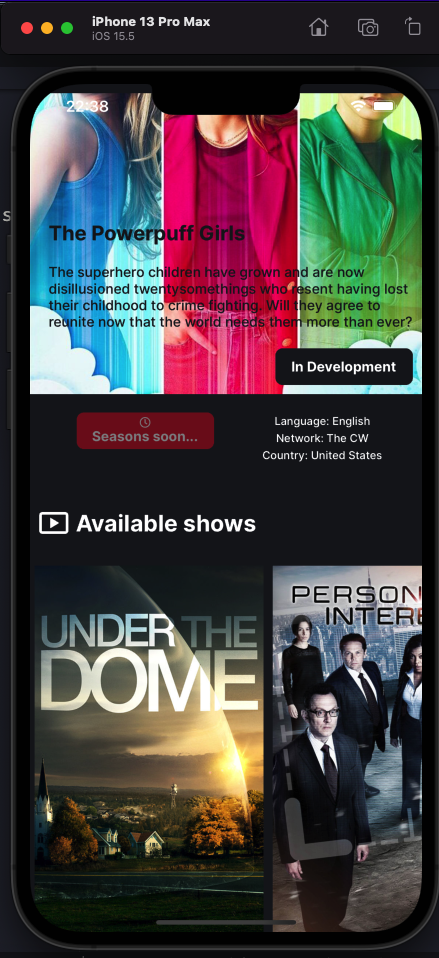 iPhone 13 Pro Max
iOS 15.5
S
22:38
The Powerpuff Girls
The superhero children have grown and are now
disillusioned twentysomethings who resent having lost
their childhood to crime fighting. Will they agree to
reunite now that the world needs them more than ever?
In Development
Seasons soon...
Language: English
Network: The CW
Country: United States
Available shows
UNDER THE
DOME
PERSON
INTERE